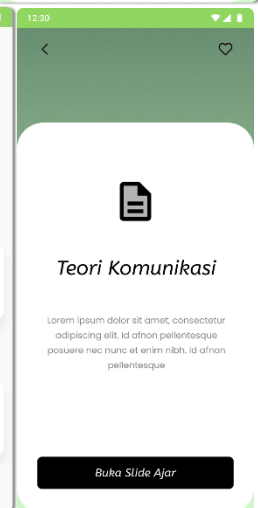 12:30
Teori Komunikasi
Lorem ipsum dolor sit amet, consectetur
adipiscing elit. Id afnon pellentesque
posuere nec nunc et enim nibh. Id afnon
pellentesque
Buka Slide Ajar